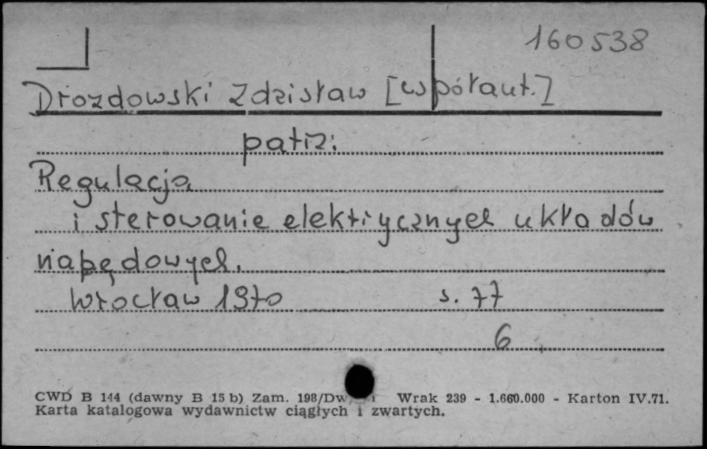 160538
Drozdowski Zdzisław [współaut.]
patrz:
Regulacja
i sterowanie elektrycznych układów
napędowych.
Wrocław 1970 s. 77
6
CWD B 144 (dawny B 15 b) Zam. 198/Dw Wrak 239 - 1.660.000 - Karton IV.71.
Karta katalogowa wydawnictw ciągłych i zwartych.